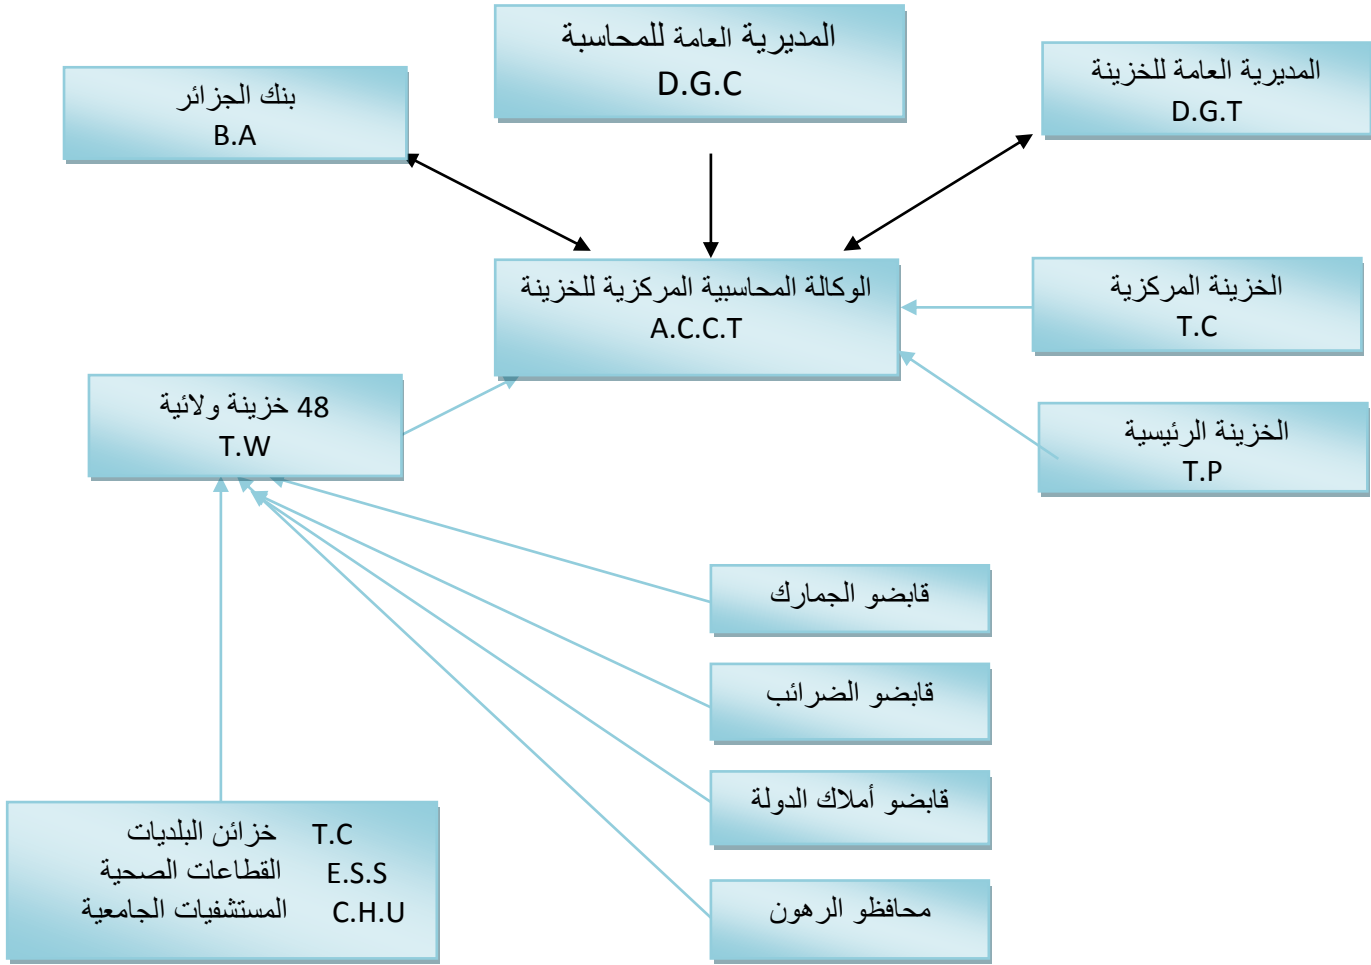 المديرية العامة للمحاسبة
D.G.C
المديرية العامة للخزينة
D.G.T
بنك الجزائر
B.A
الوكالة المحاسبية المركزية للخزينة
A.C.C.T
الخزينة المركزية
T.C
48 خزينة ولائية
T.W
الخزينة الرئيسية
T.P
قابضو الجمارك
قابضو الضرائب
قابضو أملاك الدولة
محافظو الرهون
خزائن البلديات T.C
القطاعات الصحية E.S.S
المستشفيات الجامعية C.H.U